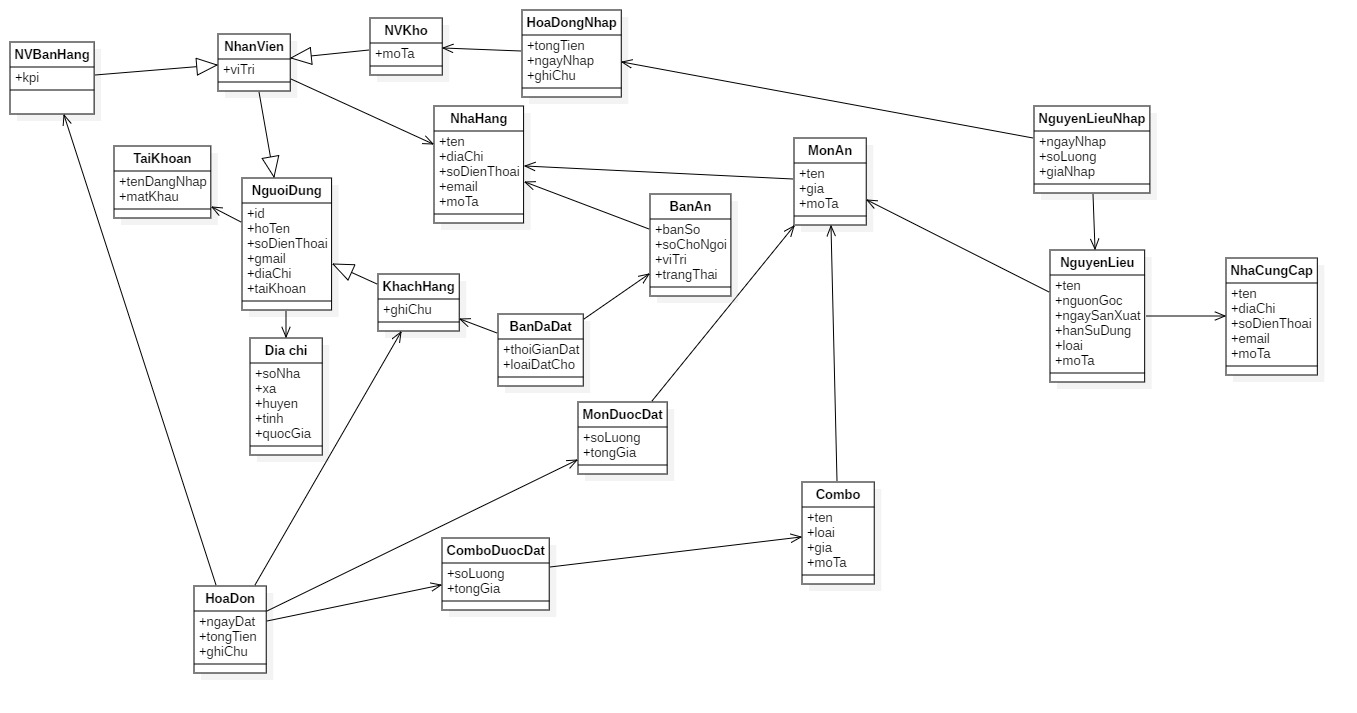 NVBanHang
+kpi
NhanVien
+viTri
NVKho
+moTa
HoaDongNhap
+tongTien
+ngayNhap
+ghiChu
NhaHang
+ten
+diaChi
+soDienThoai
+email
+moTa
NguyenLieuNhap
+ngayNhap
+soLuong
+giaNhap
MonAn
+ten
+gia
+moTa
TaiKhoan
+tenDangNhap
+matKhau
NguoiDung
+id
+hoTen
+soDienThoai
+gmail
+diaChi
+taiKhoan
BanAn
+banSo
+soChoNgoi
+viTri
+trangThai
NguyenLieu
+ten
+nguonGoc
+ngaySanXuat
+hanSuDung
+loai
+moTa
NhaCungCap
+ten
+diaChi
+soDienThoai
+email
+moTa
KhachHang
+ghiChu
BanDaDat
+thoiGianDat
+loaiDatCho
Dia chi
+soNha
+xa
+huyen
+tinh
+quocGia
MonDuocDat
+soLuong
+tongGia
Combo
+ten
+loai
+gia
+moTa
ComboDuocDat
+soLuong
+tongGia
HoaDon
+ngayDat
+tongTien
+ghiChu